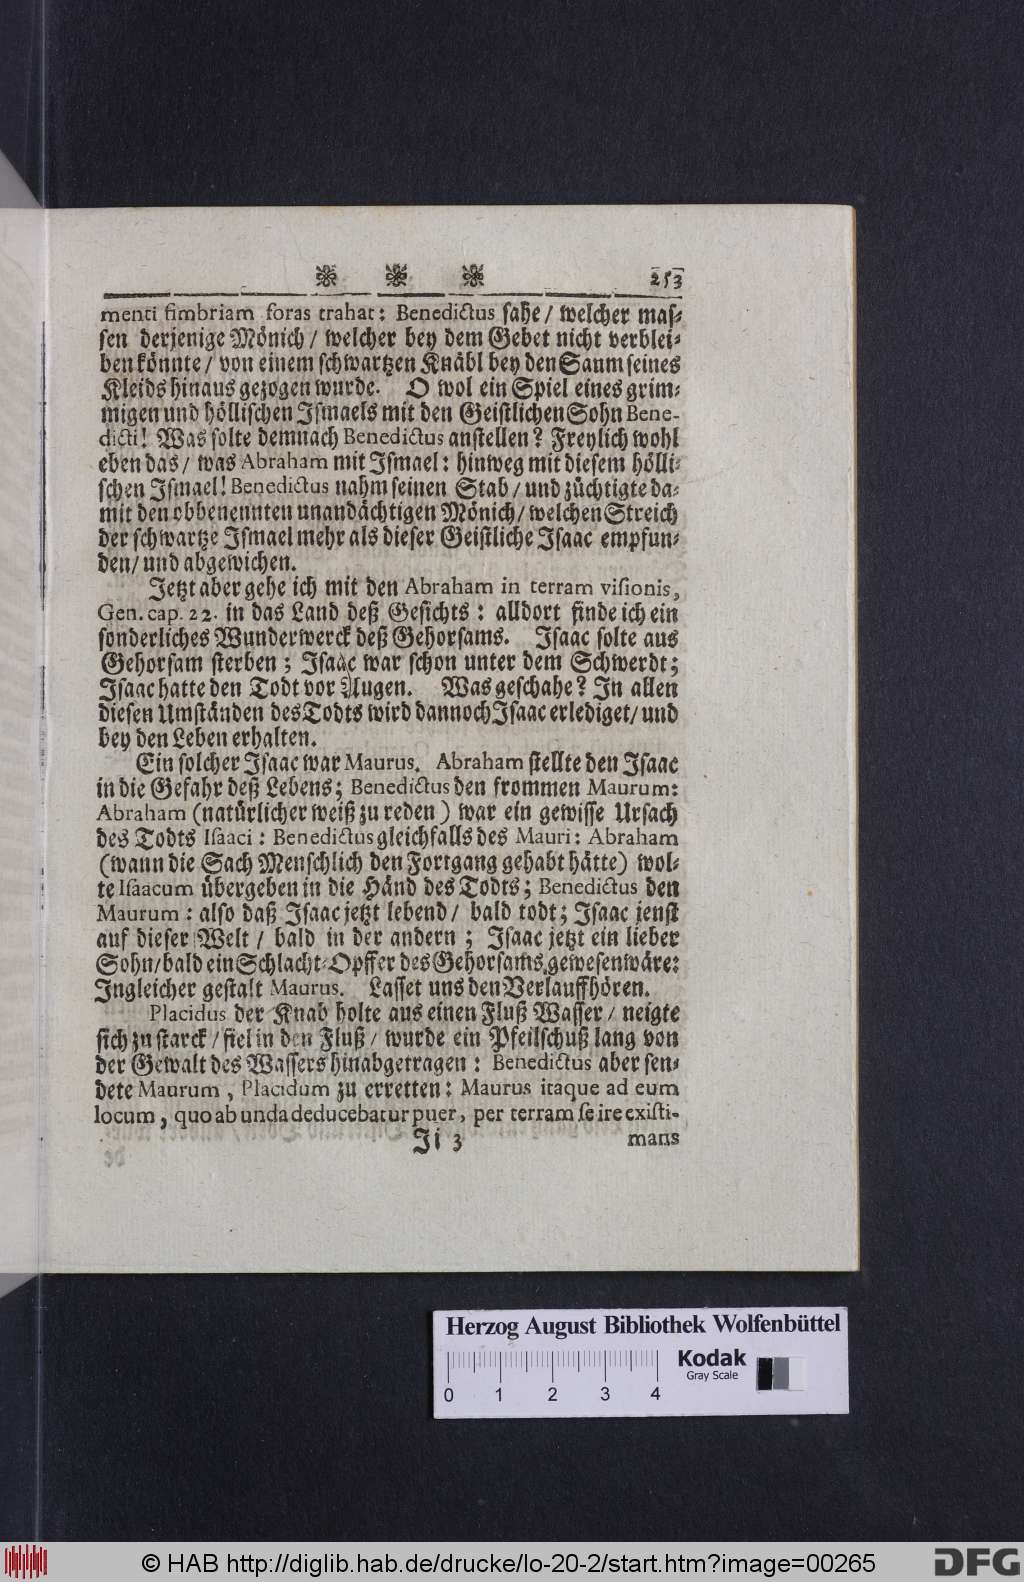 ❋ ❋ ❋ 253
menti fimbriam foras trahat: Benedictus sahe / welcher mas-
sen derjenige Mönich / welcher bey dem Gebet nicht verblei-
ben könnte / von einem schwartzen Knäbl bey den Saum seines
Kleids hinaus gezogen wurde. O wol ein Spiel eines grim-
migen und höllischen Ismaels mit den Geistlichen Sohn Bene-
dicti! Was solte demnach Benedictus anstellen? Freylich wohl
eben das / was Abraham mit Ismael: hinweg mit diesem hölli-
schen Ismael! Benedictus nahm seinen Stab / und züchtigte da-
mit den obbenennten unandächtigen Mönich / welchen Streich
der schwartze Ismael mehr als dieser Geistliche Isaac empfun-
den / und abgewichen.
Jetzt aber gehe ich mit den Abraham in terram visionis,
Gen. cap. 22. in das Land deß Gesichts: alldort finde ich ein
sonderliches Wunderwerck deß Gehorsams. Isaac solte aus
Gehorsam sterben; Isaac war schon unter dem Schwerdt;
Isaac hatte den Todt vor Augen. Was geschahe? In allen
diesen Umständen des Todts wird dannoch Isaac erlediget / und
bey den Leben erhalten.
Ein solcher Isaac war Maurus. Abraham stellte den Isaac
in die Gefahr deß Lebens; Benedictus den frommen Maurum:
Abraham (natürlicher weiß zu reden) war ein gewisse Ursach
des Todts Isaaci: Benedictus gleichfalls des Mauri: Abraham
(wann die Sach Menschlich den Fortgang gehabt hätte) wol-
te Isaacum übergeben in die Händ des Todts; Benedictus den
Maurum: also daß Isaac jetzt lebend / bald todt; Isaac jenst
auf dieser Welt / bald in der andern; Isaac jetzt ein lieber
Sohn / bald ein Schlacht-Opffer des Gehorsams gewesen wäre:
Ingleicher gestalt Maurus. Lasset uns den Verlauff hören.
Placidus der Knab holte aus einen Fluß Wasser / neigte
sich zu starck / fiel in den Fluß / wurde ein Pfeilschuß lang von
der Gewalt des Wassers hinabgetragen: Benedictus aber sen-
dete Maurum, Placidum zu erretten: Maurus itaque ad eum
locum, quo ab unda deducebatur puer, per terram se ire existi-
Ji 3 mans
Herzog August Bibliothek Wolfenbüttel
Kodak
Gray Scale
0 1 2 3 4
© HAB http://diglib.hab.de/drucke/lo-20-2/start.htm?image=00265
DFG